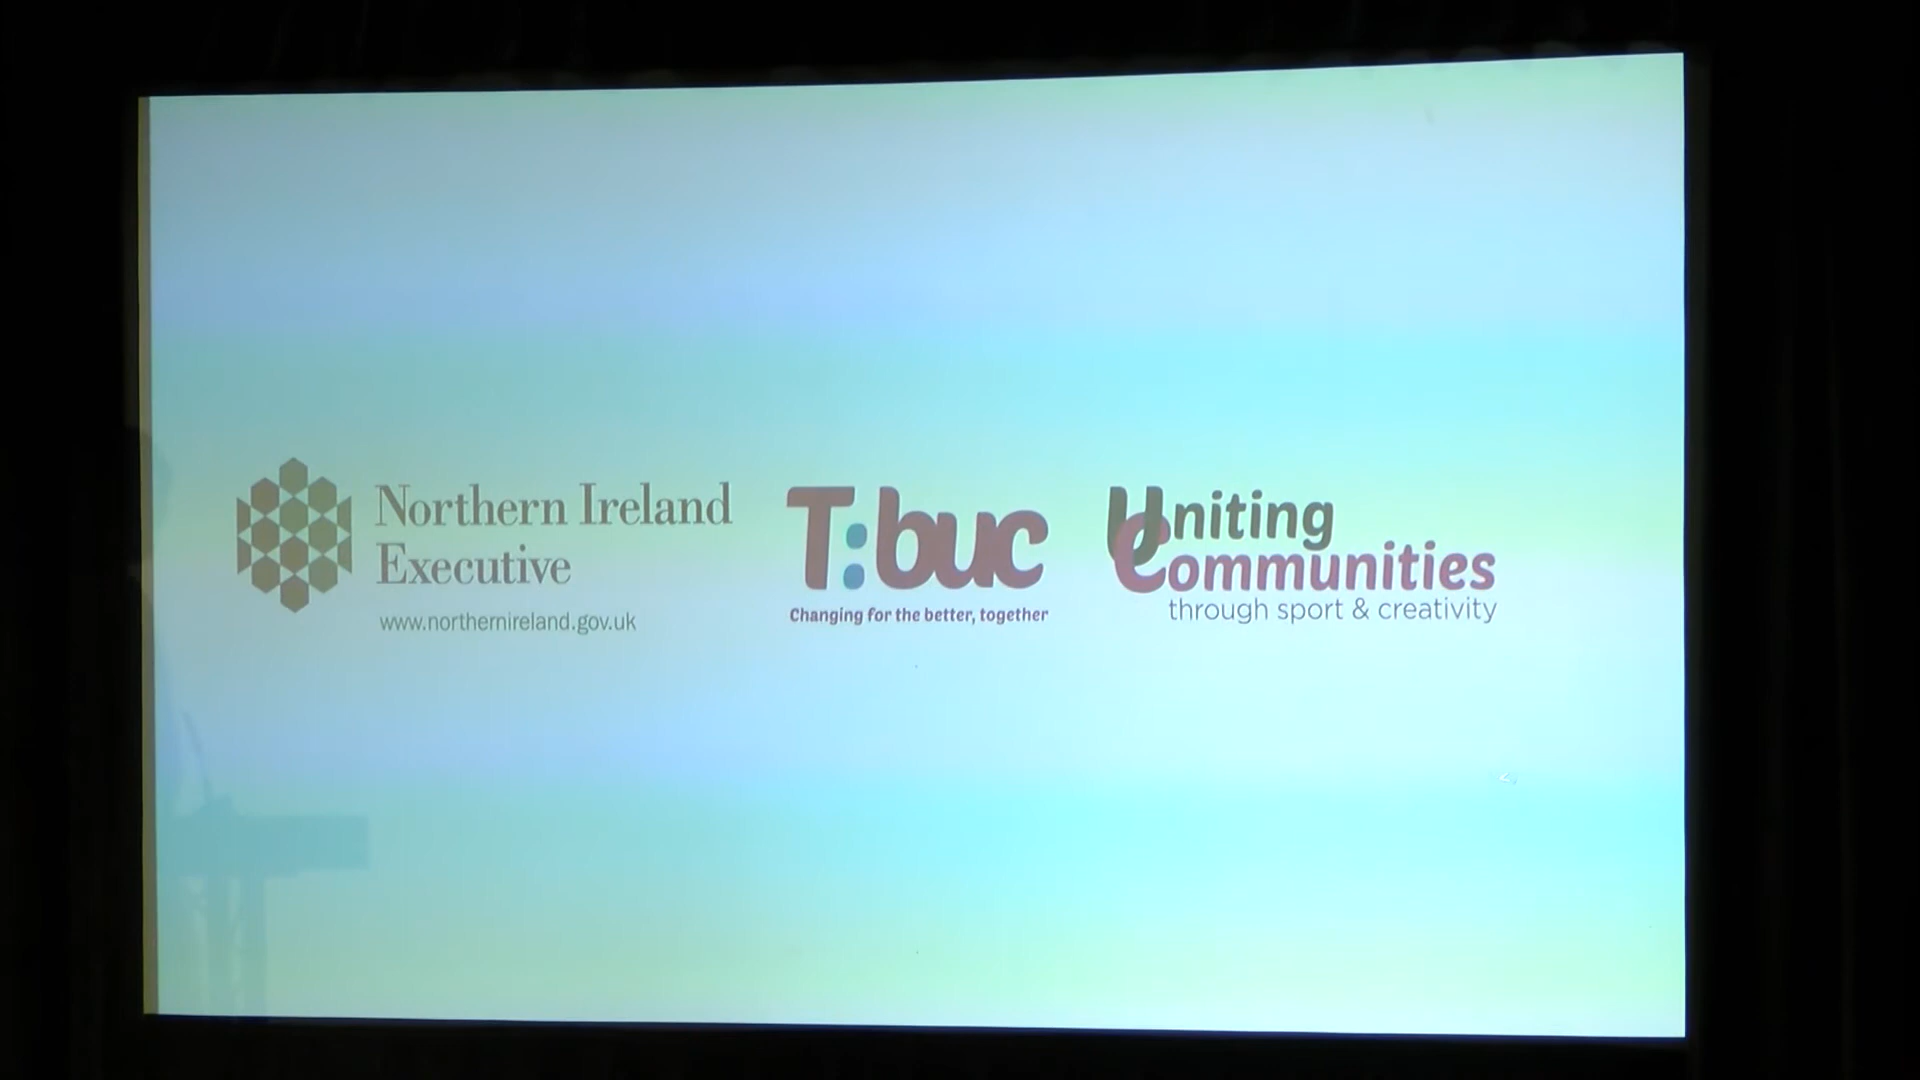 Northern Ireland
Executive
www.northernireland.gov.uk
T:buc
Changing for the better, together
Uniting
Communities
through sport & creativity